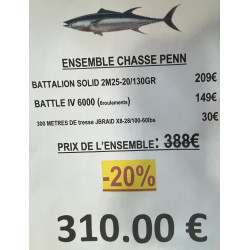 ENSEMBLE CHASSE PENN
BATTALION SOLID 2M25-20/130GR 209€
BATTLE IV 6000 (6roulements) 149€
300 METRES DE tresse JBRAID X8-28/100-60lbs 30€
PRIX DE L'ENSEMBLE: 388€
-20%
310.00 €